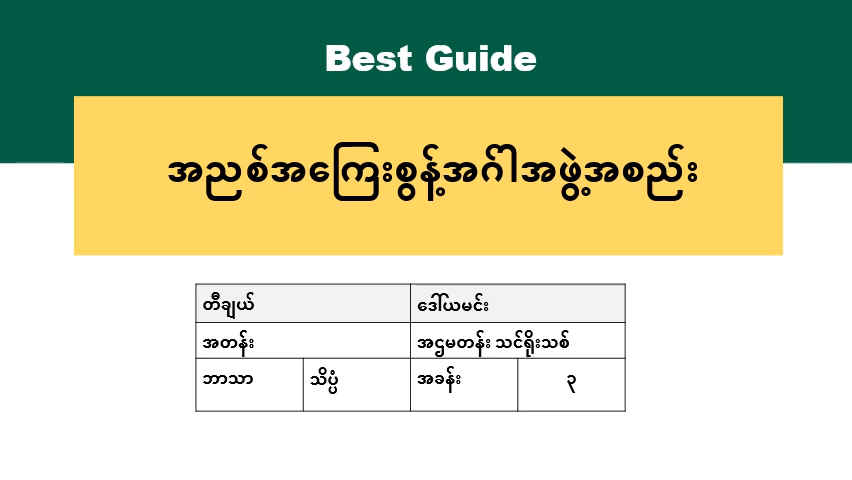 Best Guide
အညစ်အကြေးစွန့်အင်္ဂါအဖွဲ့အစည်း
တီချယ် ဒေါ်ယမင်း
အတန်း အဌမတန်း သင်ရိုးသစ်
ဘာသာ သိပ္ပံ အခန်း ၃